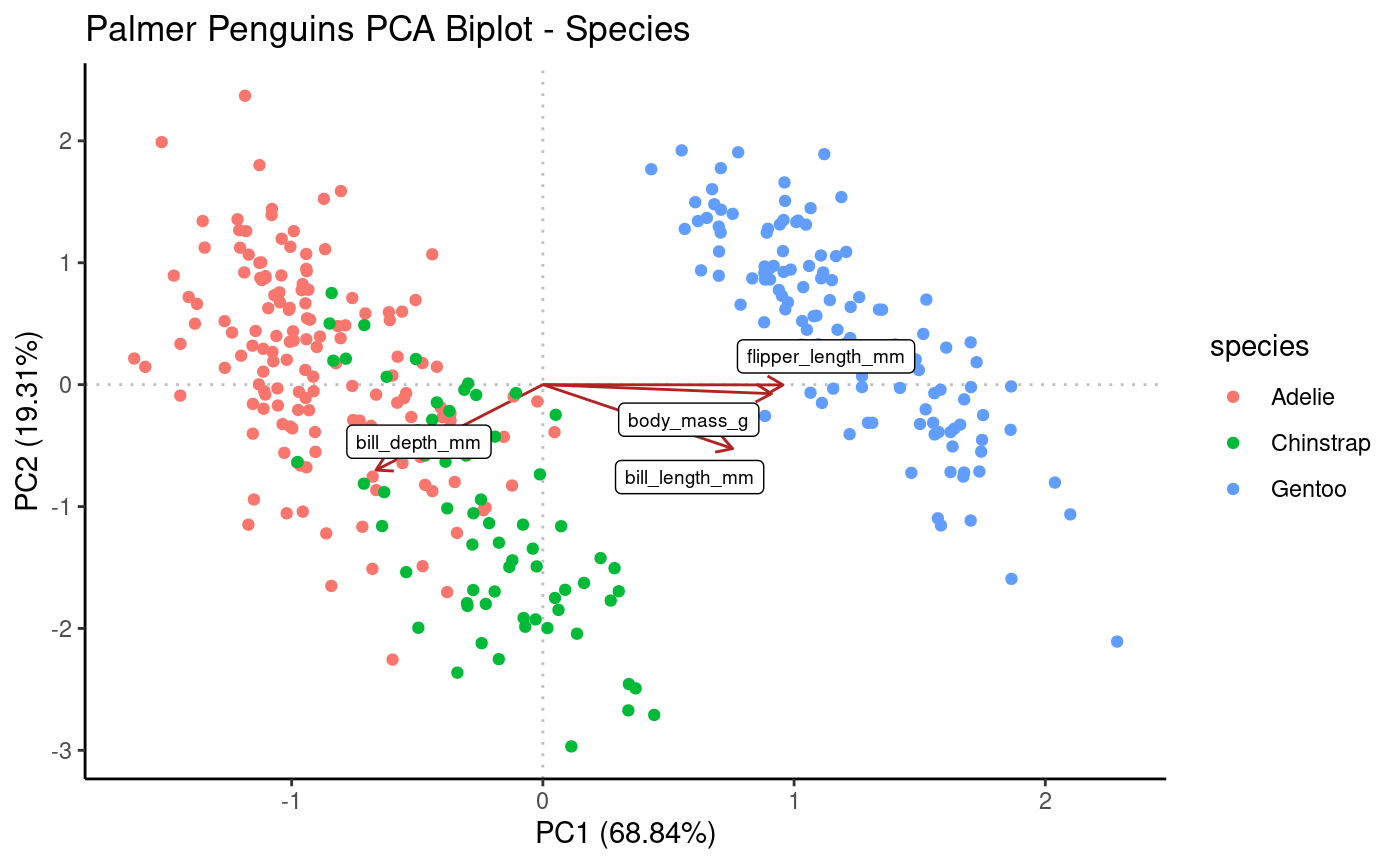 Palmer Penguins PCA Biplot - Species
PC2 (19.31%)
2
1
0
-1
-2
-3
flipper_length_mm
body_mass_g
bill_depth_mm
bill_length_mm
-1
0
1
2
PC1 (68.84%)
species
Adelie
Chinstrap
Gentoo